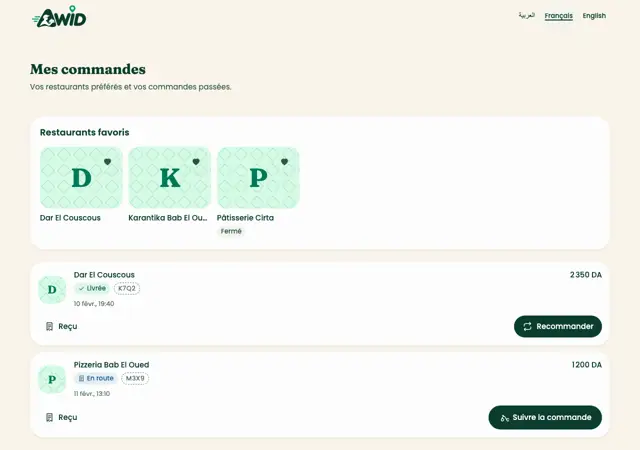 AWID
العربية
Français
English
Mes commandes
Vos restaurants préférés et vos commandes passées.
Restaurants favoris
D
K
P
Dar El Couscous
Karantika Bab El Ou...
Pâtisserie Cirta
Fermé
D
Dar El Couscous
2 350 DA
Livrée
K7Q2
10 févr., 19:40
Reçu
Recommander
P
Pizzeria Bab El Oued
1 200 DA
En route
M3X9
11 févr., 13:10
Reçu
Suivre la commande